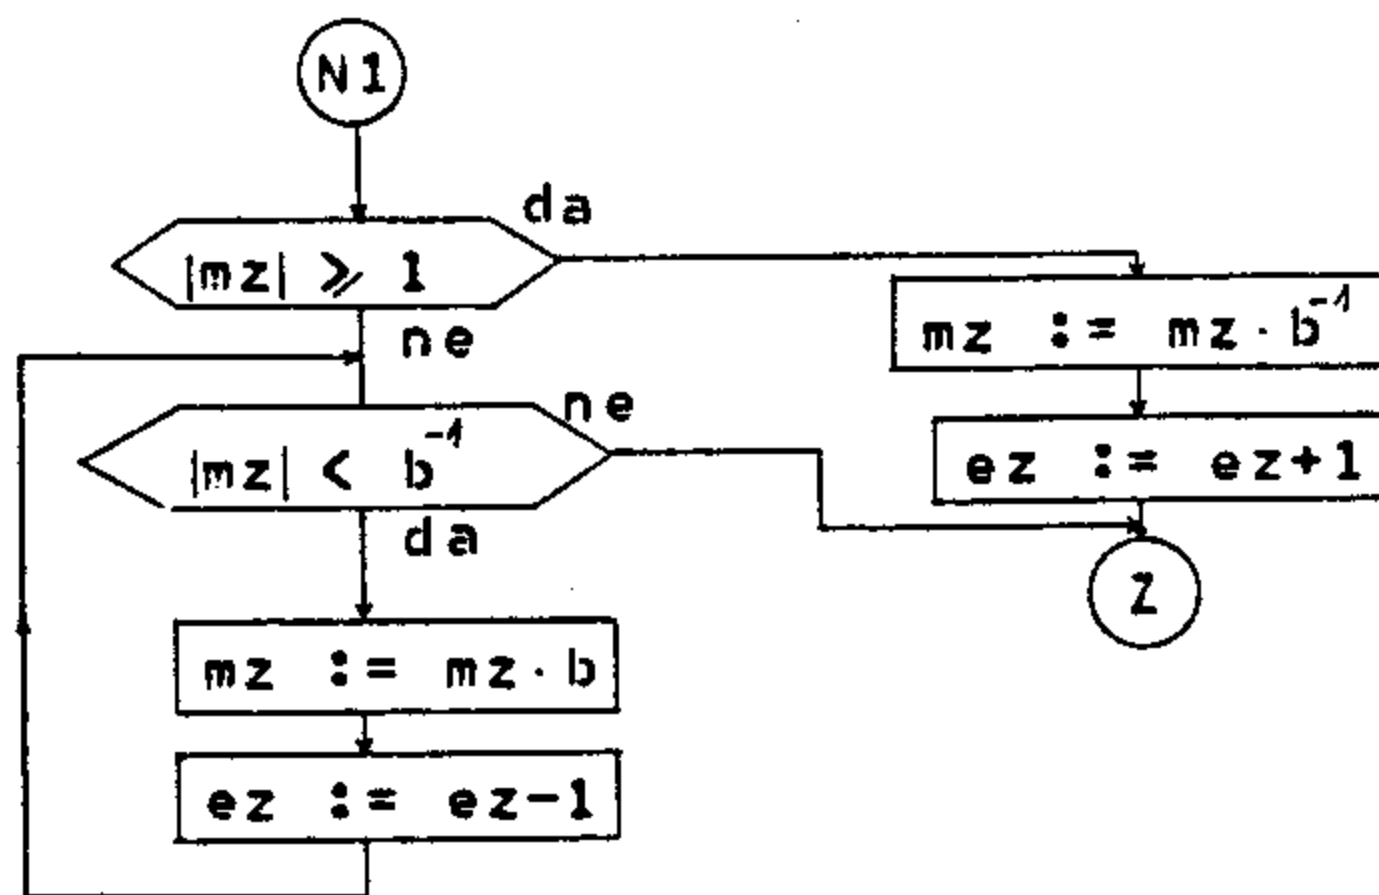 N1
da
|mz| ⩾ 1
ne
mz := mz · b⁻¹
|mz| < b⁻¹
ne
ez := ez+1
da
Z
mz := mz · b
ez := ez-1